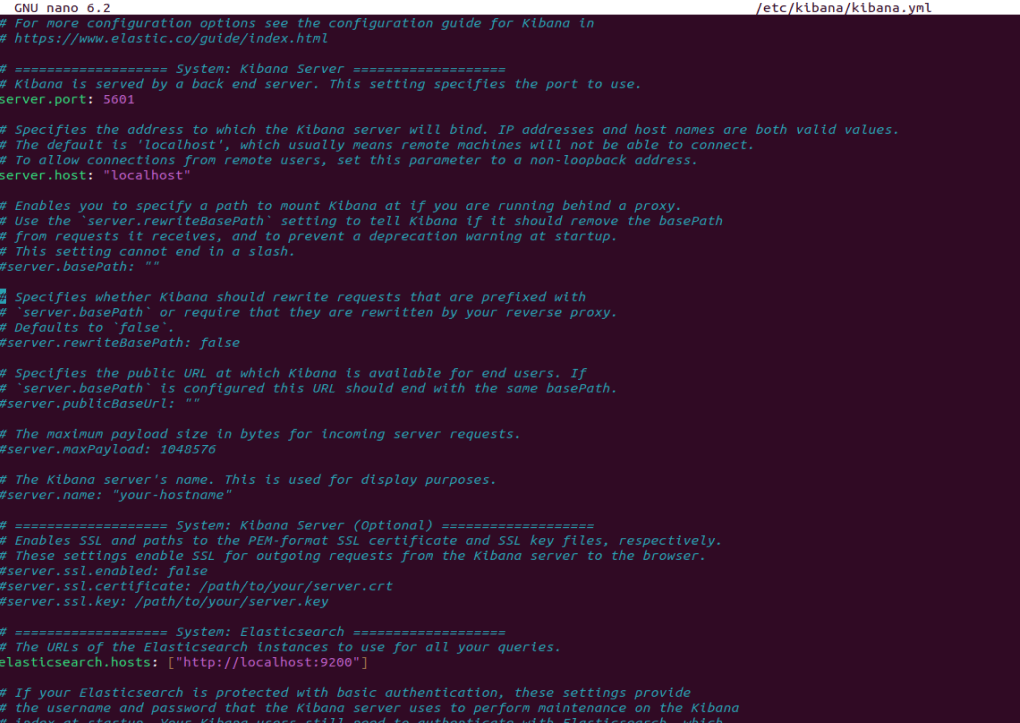 GNU nano 6.2 /etc/kibana/kibana.yml
# For more configuration options see the configuration guide for Kibana in
# https://www.elastic.co/guide/index.html
# =================== System: Kibana Server ===================
# Kibana is served by a back end server. This setting specifies the port to use.
server.port: 5601
# Specifies the address to which the Kibana server will bind. IP addresses and host names are both valid values.
# The default is 'localhost', which usually means remote machines will not be able to connect.
# To allow connections from remote users, set this parameter to a non-loopback address.
server.host: "localhost"
# Enables you to specify a path to mount Kibana at if you are running behind a proxy.
# Use the `server.rewriteBasePath` setting to tell Kibana if it should remove the basePath
# from requests it receives, and to prevent a deprecation warning at startup.
# This setting cannot end in a slash.
#server.basePath: ""
# Specifies whether Kibana should rewrite requests that are prefixed with
# `server.basePath` or require that they are rewritten by your reverse proxy.
# Defaults to `false`.
#server.rewriteBasePath: false
# Specifies the public URL at which Kibana is available for end users. If
# `server.basePath` is configured this URL should end with the same basePath.
#server.publicBaseUrl: ""
# The maximum payload size in bytes for incoming server requests.
#server.maxPayload: 1048576
# The Kibana server's name. This is used for display purposes.
#server.name: "your-hostname"
# =================== System: Kibana Server (Optional) ===================
# Enables SSL and paths to the PEM-format SSL certificate and SSL key files, respectively.
# These settings enable SSL for outgoing requests from the Kibana server to the browser.
#server.ssl.enabled: false
#server.ssl.certificate: /path/to/your/server.crt
#server.ssl.key: /path/to/your/server.key
# =================== System: Elasticsearch ===================
# The URLs of the Elasticsearch instances to use for all your queries.
elasticsearch.hosts: ["http://localhost:9200"]
# If your Elasticsearch is protected with basic authentication, these settings provide
# the username and password that the Kibana server uses to perform maintenance on the Kibana
# index at startup. Your Kibana users still need to authenticate with Elasticsearch, which